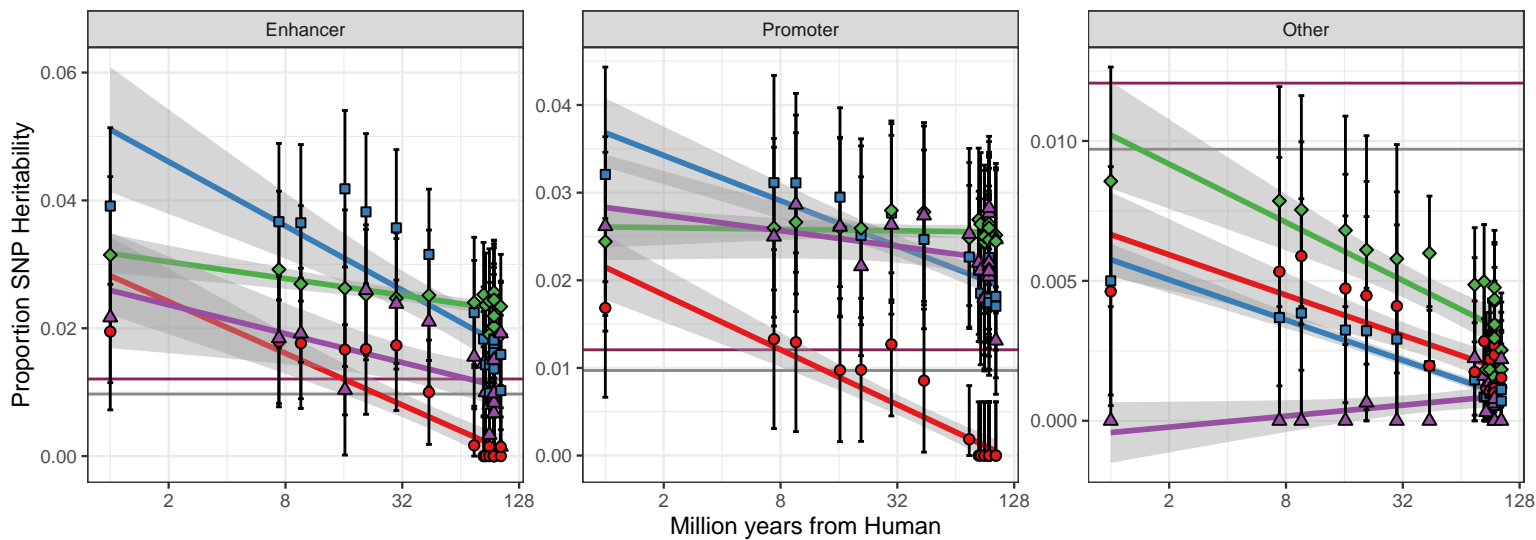 Enhancer
Promoter
Other
Proportion SNP Heritability
0.06
0.04
0.02
0.00
0.04
0.03
0.02
0.01
0.00
0.010
0.005
0.000
2 8 32 128
2 8 32 128
2 8 32 128
Million years from Human